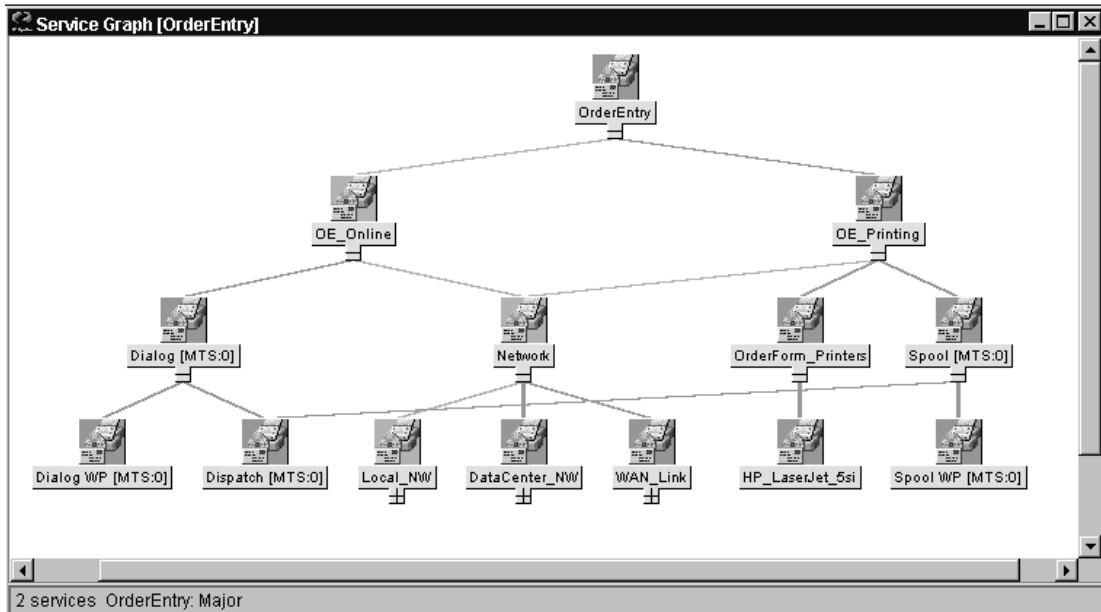 Service Graph [OrderEntry]
OrderEntry
OE_Online
OE_Printing
Dialog [MTS:0]
Network
OrderForm_Printers
Spool [MTS:0]
Dialog WP [MTS:0]
Dispatch [MTS:0]
Local_NW
DataCenter_NW
WAN_Link
HP_LaserJet_5si
Spool WP [MTS:0]
2 services OrderEntry: Major